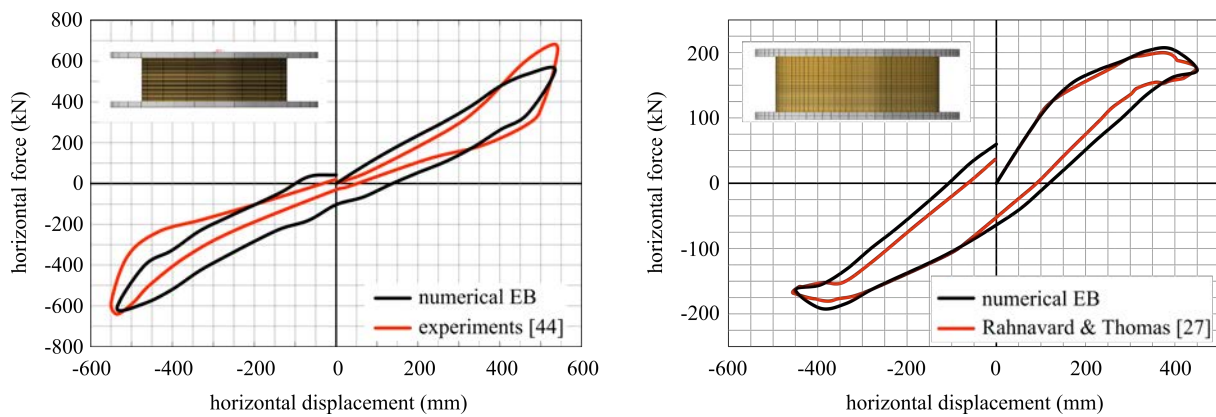 800
600
400
200
0
-200
-400
-600
-800
horizontal force (kN)
numerical EB
experiments [44]
-600 -400 -200 0 200 400 600
horizontal displacement (mm)
200
100
0
-100
-200
horizontal force (kN)
numerical EB
Rahnavard & Thomas [27]
-600 -400 -200 0 200 400
horizontal displacement (mm)